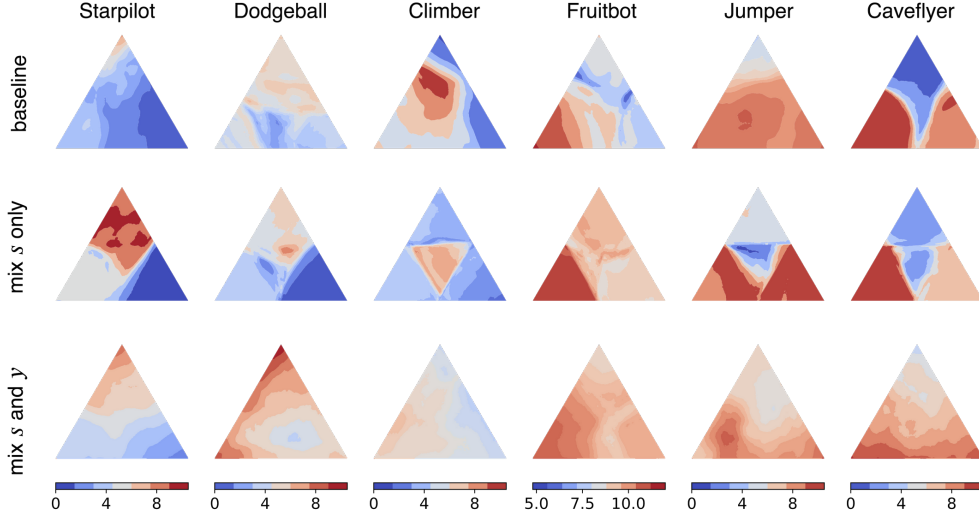 Starpilot Dodgeball Climber Fruitbot Jumper Caveflyer
baseline
mix s only
mix s and y
0 4 8 0 4 8 0 4 8 5.0 7.5 10.0 0 4 8 0 4 8